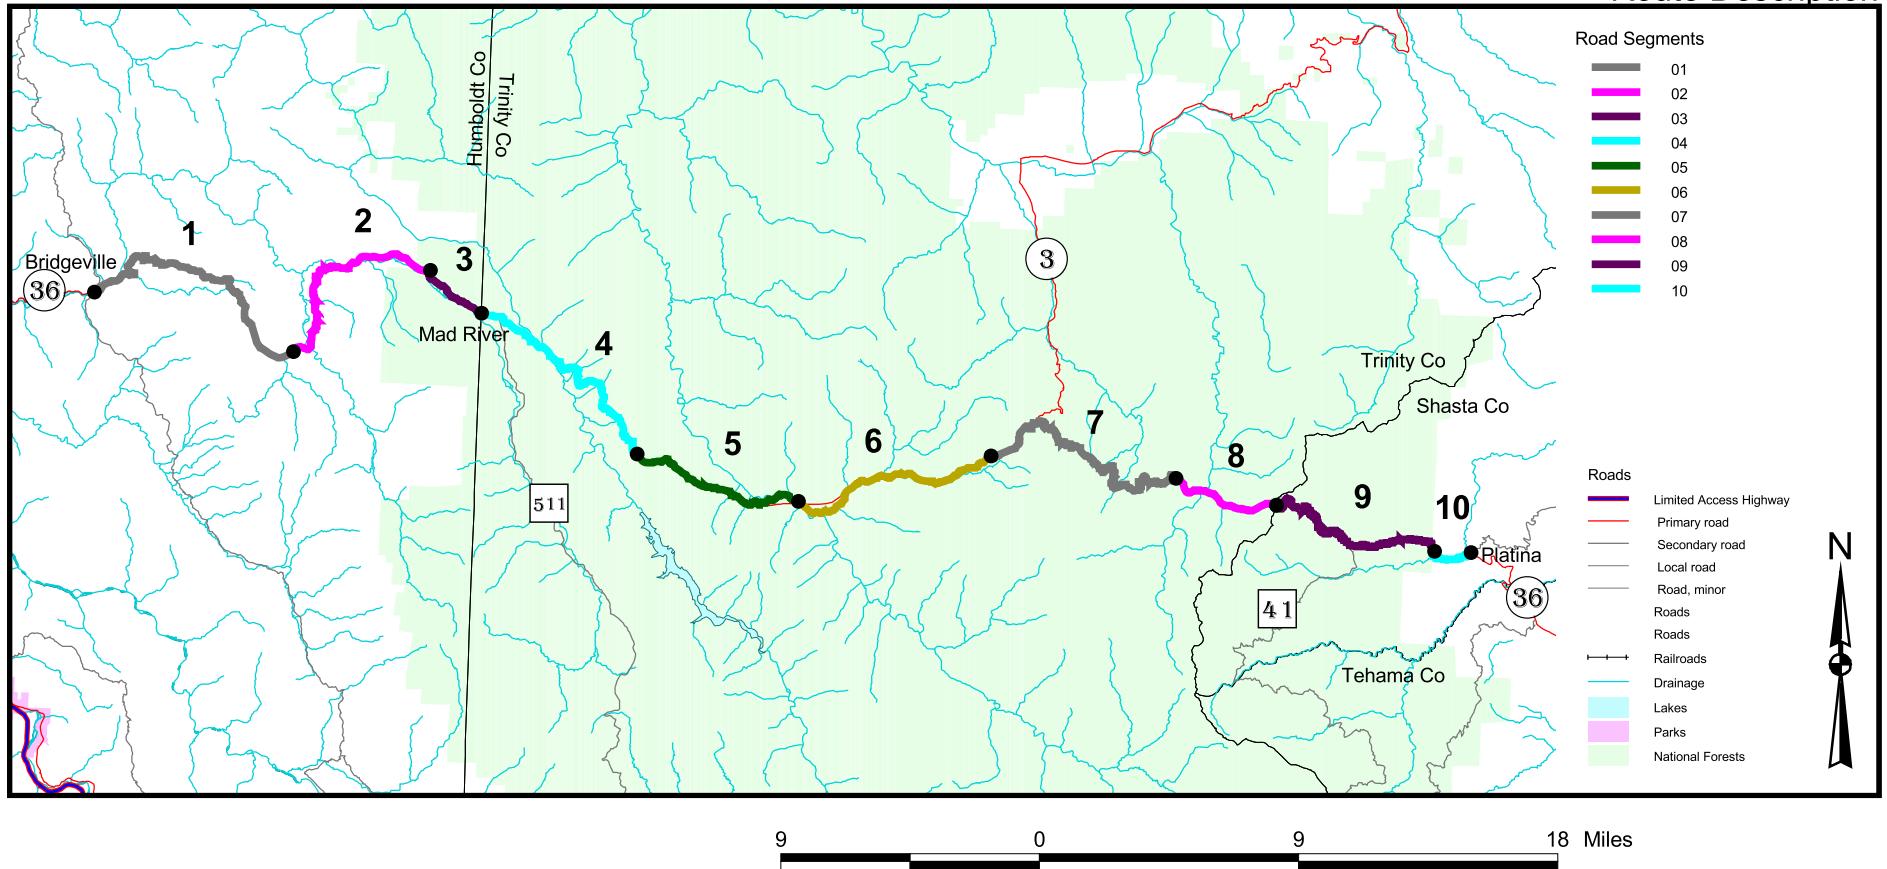 Route Description
Humboldt Co
Trinity Co
1
2
3
Bridgeville
36
Mad River
4
5
6
3
7
8
9
10
511
Trinity Co
Shasta Co
Platina
36
41
Tehama Co
Road Segments
01
02
03
04
05
06
07
08
09
10
Roads
Limited Access Highway
Primary road
Secondary road
Local road
Road, minor
Roads
Roads
Railroads
Drainage
Lakes
Parks
National Forests
N
9 0 9 18 Miles